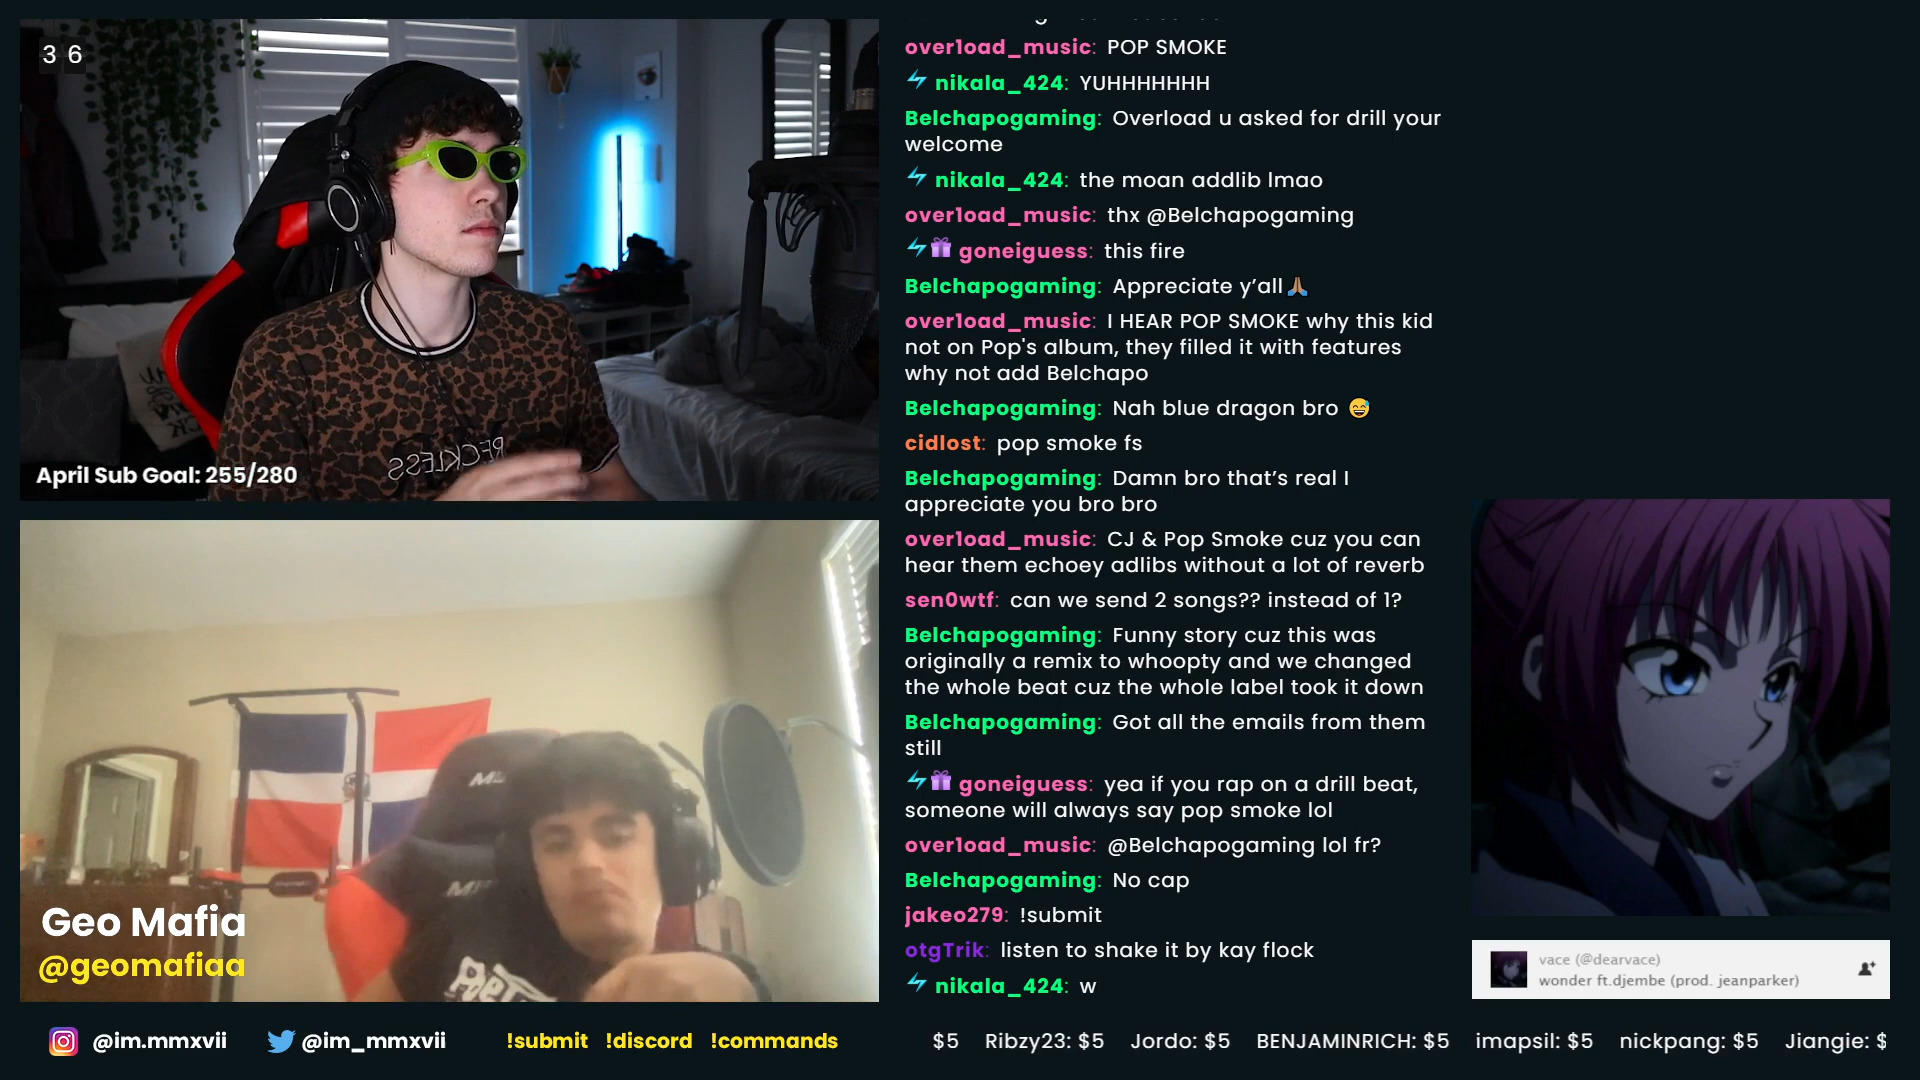 3 6
RECKLESS
April Sub Goal: 255/280
Geo Mafia
@geomafiaa
@im.mmxvii
@im_mmxvii
!submit !discord !commands
over1oad_music: POP SMOKE
nikala_424: YUHHHHHHH
Belchapogaming: Overload u asked for drill your
welcome
nikala_424: the moan addlib lmao
over1oad_music: thx @Belchapogaming
goneiguess: this fire
Belchapogaming: Appreciate y’all🙏🏽
over1oad_music: I HEAR POP SMOKE why this kid
not on Pop's album, they filled it with features
why not add Belchapo
Belchapogaming: Nah blue dragon bro 😅
cidlost: pop smoke fs
Belchapogaming: Damn bro that’s real I
appreciate you bro bro
over1oad_music: CJ & Pop Smoke cuz you can
hear them echoey adlibs without a lot of reverb
sen0wtf: can we send 2 songs?? instead of 1?
Belchapogaming: Funny story cuz this was
originally a remix to whoopty and we changed
the whole beat cuz the whole label took it down
Belchapogaming: Got all the emails from them
still
goneiguess: yea if you rap on a drill beat,
someone will always say pop smoke lol
over1oad_music: @Belchapogaming lol fr?
Belchapogaming: No cap
jakeo279: !submit
otgTrik: listen to shake it by kay flock
nikala_424: w
vace (@dearvace)
wonder ft.djembe (prod. jeanparker)
$5 Ribzy23: $5 Jordo: $5 BENJAMINRICH: $5 imapsil: $5 nickpang: $5 Jiangie: $